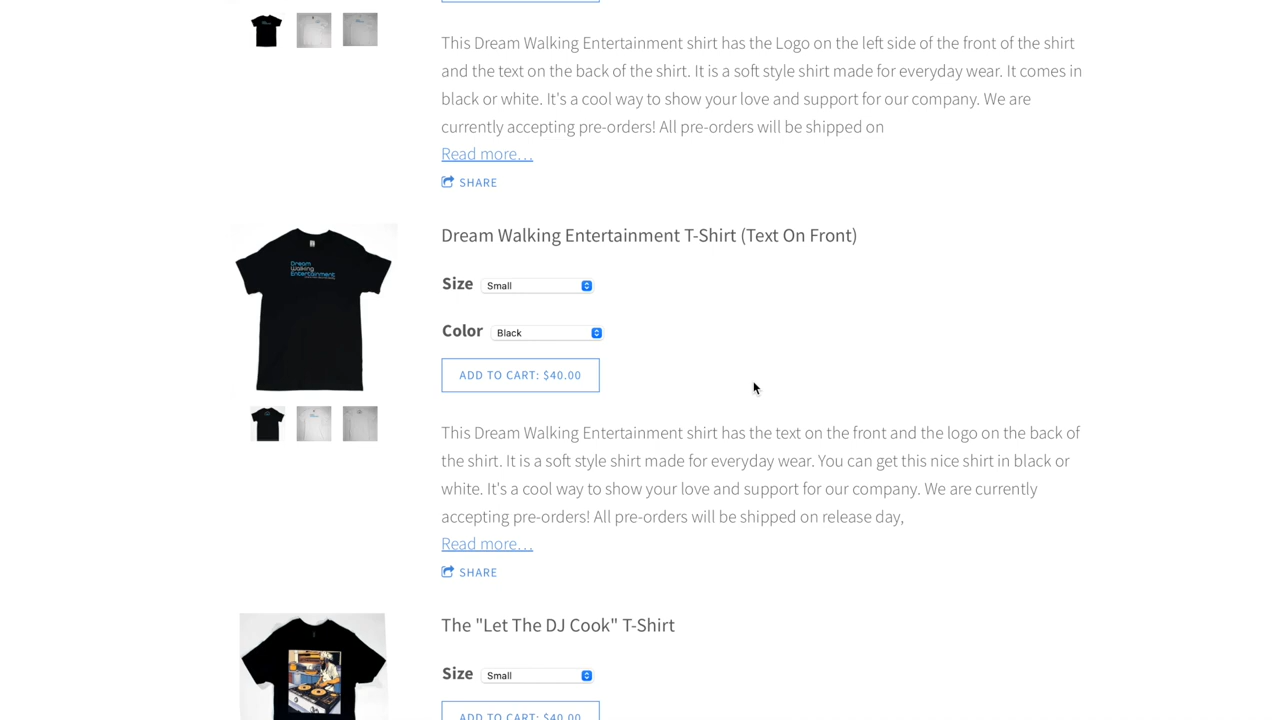 This Dream Walking Entertainment shirt has the Logo on the left side of the front of the shirt
and the text on the back of the shirt. It is a soft style shirt made for everyday wear. It comes in
black or white. It's a cool way to show your love and support for our company. We are
currently accepting pre-orders! All pre-orders will be shipped on
Read more...
SHARE
Dream Walking Entertainment T-Shirt (Text On Front)
Dream
Walking
Entertainment
Size Small
Color Black
ADD TO CART: $40.00
This Dream Walking Entertainment shirt has the text on the front and the logo on the back of
the shirt. It is a soft style shirt made for everyday wear. You can get this nice shirt in black or
white. It's a cool way to show your love and support for our company. We are currently
accepting pre-orders! All pre-orders will be shipped on release day,
Read more...
SHARE
The "Let The DJ Cook" T-Shirt
Size Small
ADD TO CART: $40.00